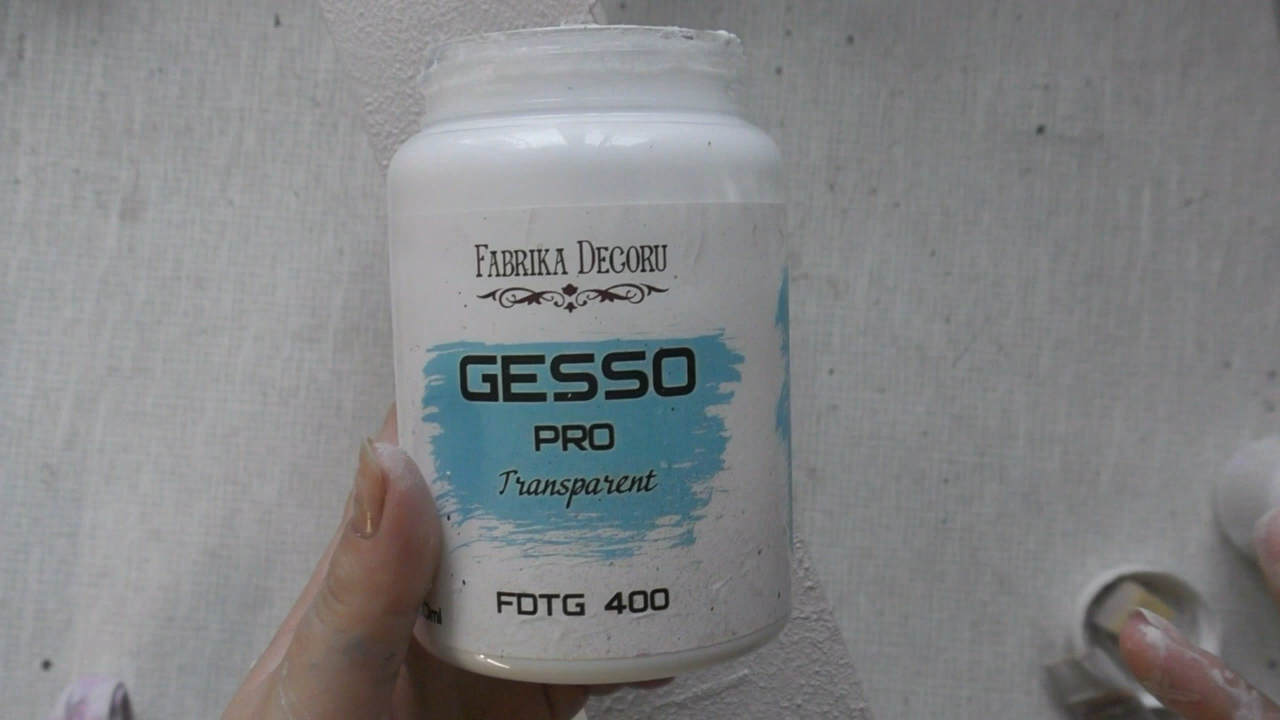 FABRIKA DECORU
GESSO
PRO
Transparent
FDTG 400